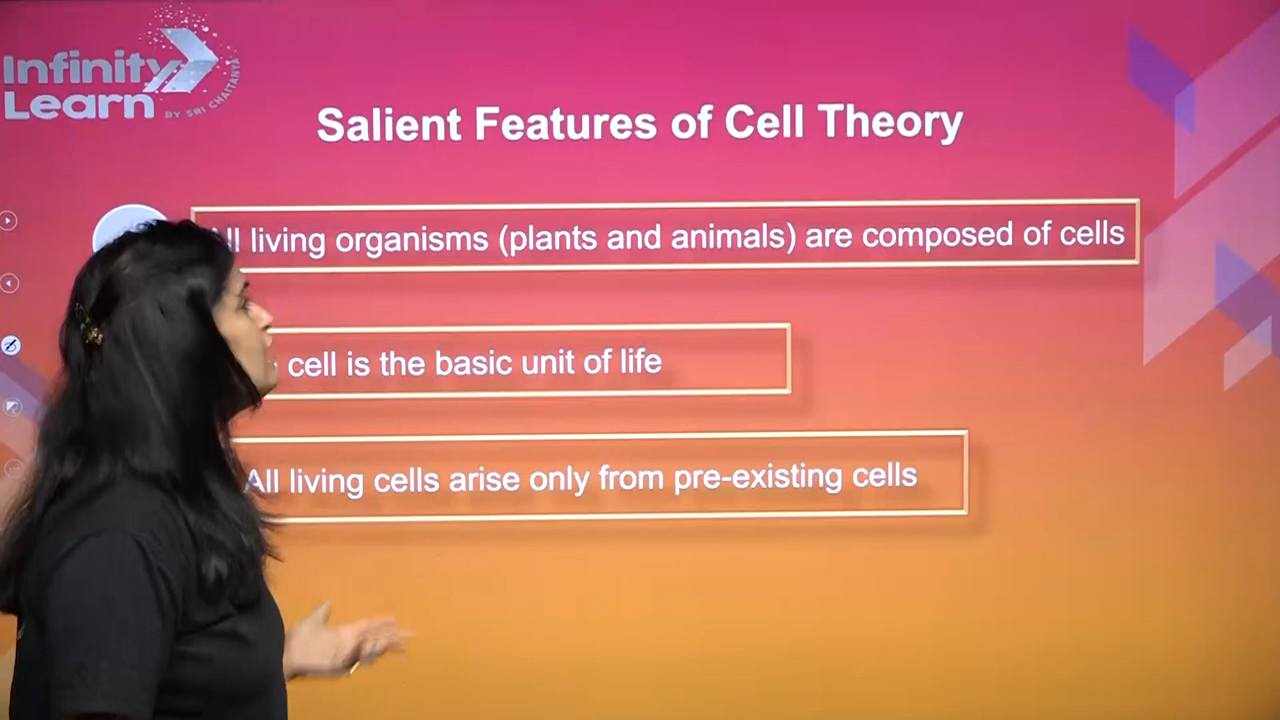 Infinity
Learn
BY SRI CHAITANYA
Salient Features of Cell Theory
All living organisms (plants and animals) are composed of cells
cell is the basic unit of life
All living cells arise only from pre-existing cells